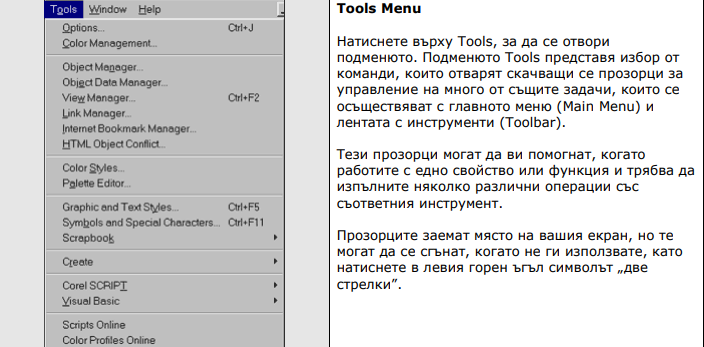 Tools Window
Options... Ctrl+J
Color Management...
Object Manager...
Object Data Manager...
View Manager... Ctrl+F2
Link Manager...
Internet Bookmark Manager...
HTML Object Conflict...
Color Styles...
Palette Editor...
Graphic and Text Styles... Ctrl+F5
Symbols and Special Characters... Ctrl+F11
Scrapbook
Create
Corel SCRIPT
Visual Basic
Scripts Online
Color Profiles Online
Tools Menu
Натиснете върху Tools, за да се отвори
подменюто. Подменюто Tools представя избор от
команди, които отварят скачващи се прозорци за
управление на много от същите задачи, които се
осъществяват с главното меню (Main Menu) и
лентата с инструменти (Toolbar).
Тези прозорци могат да ви помогнат, когато
работите с едно свойство или функция и трябва да
изпълните няколко различни операции със
съответния инструмент.
Прозорците заемат място на вашия екран, но те
могат да се сгънат, когато не ги използвате, като
натиснете в левия горен ъгъл символът „две
стрелки”.